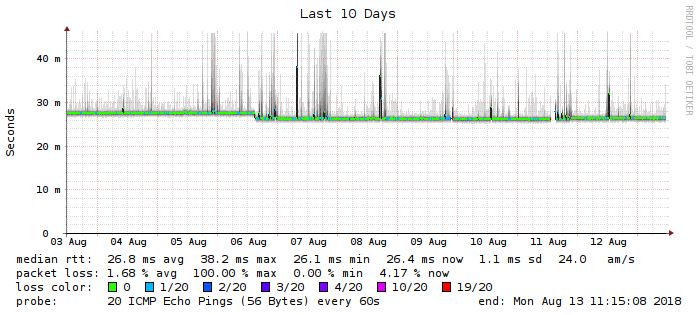 Last 10 Days
RRDTOOL / TOBI OETIKER
Seconds
40 m
30 m
20 m
10 m
0
03 Aug 04 Aug 05 Aug 06 Aug 07 Aug 08 Aug 09 Aug 10 Aug 11 Aug 12 Aug
median rtt: 26.8 ms avg 38.2 ms max 26.1 ms min 26.4 ms now 1.1 ms sd 24.0 am/s
packet loss: 1.68 % avg 100.00 % max 0.00 % min 4.17 % now
loss color: 0 1/20 2/20 3/20 4/20 10/20 19/20
probe: 20 ICMP Echo Pings (56 Bytes) every 60s end: Mon Aug 13 11:15:08 2018